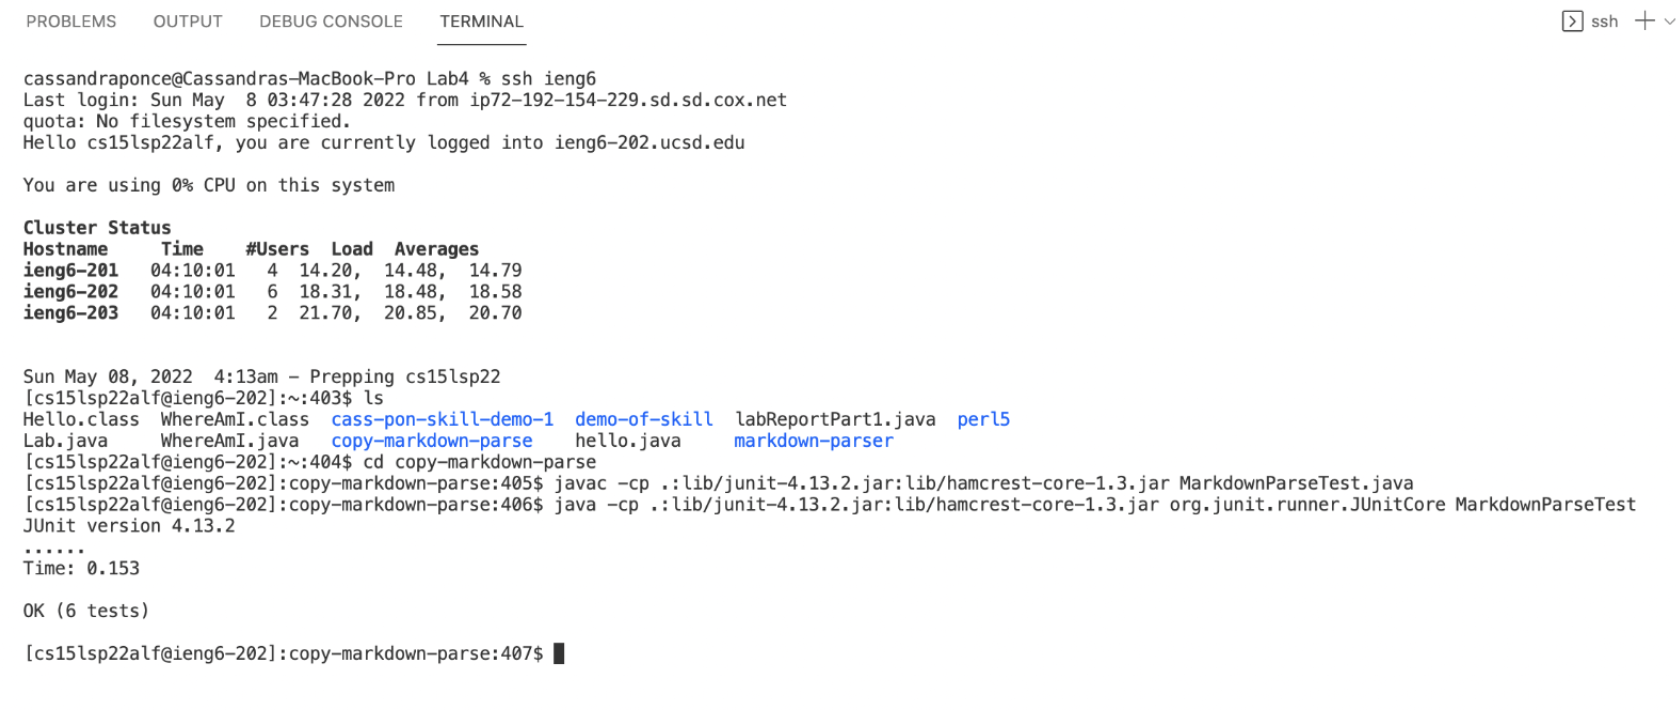 PROBLEMS OUTPUT DEBUG CONSOLE TERMINAL ssh
cassandraponce@Cassandras-MacBook-Pro Lab4 % ssh ieng6
Last login: Sun May  8 03:47:28 2022 from ip72-192-154-229.sd.sd.cox.net
quota: No filesystem specified.
Hello cs15lsp22alf, you are currently logged into ieng6-202.ucsd.edu
You are using 0% CPU on this system
Cluster Status
Hostname     Time    #Users  Load  Averages
ieng6-201   04:10:01   4  14.20,  14.48,  14.79
ieng6-202   04:10:01   6  18.31,  18.48,  18.58
ieng6-203   04:10:01   2  21.70,  20.85,  20.70
Sun May 08, 2022  4:13am - Prepping cs15lsp22
[cs15lsp22alf@ieng6-202]:~:403$ ls
Hello.class  WhereAmI.class  cass-pon-skill-demo-1  demo-of-skill  labReportPart1.java  perl5
Lab.java     WhereAmI.java   copy-markdown-parse    hello.java     markdown-parser
[cs15lsp22alf@ieng6-202]:~:404$ cd copy-markdown-parse
[cs15lsp22alf@ieng6-202]:copy-markdown-parse:405$ javac -cp .:lib/junit-4.13.2.jar:lib/hamcrest-core-1.3.jar MarkdownParseTest.java
[cs15lsp22alf@ieng6-202]:copy-markdown-parse:406$ java -cp .:lib/junit-4.13.2.jar:lib/hamcrest-core-1.3.jar org.junit.runner.JUnitCore MarkdownParseTest
JUnit version 4.13.2
......
Time: 0.153
OK (6 tests)
[cs15lsp22alf@ieng6-202]:copy-markdown-parse:407$